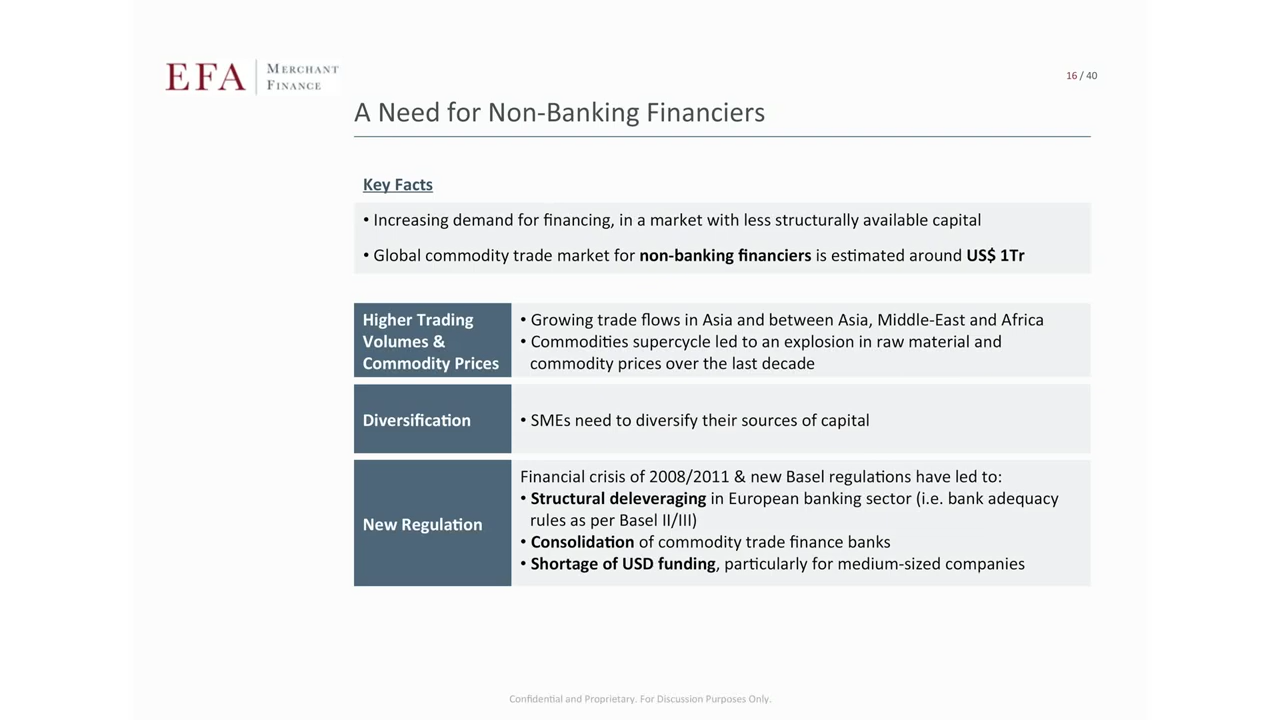 EFA
MERCHANT
FINANCE
16 / 40
A Need for Non-Banking Financiers
Key Facts
• Increasing demand for financing, in a market with less structurally available capital
• Global commodity trade market for non-banking financiers is estimated around US$ 1Tr
Higher Trading
Volumes &
Commodity Prices
• Growing trade flows in Asia and between Asia, Middle-East and Africa
• Commodities supercycle led to an explosion in raw material and
commodity prices over the last decade
Diversification
• SMEs need to diversify their sources of capital
New Regulation
Financial crisis of 2008/2011 & new Basel regulations have led to:
• Structural deleveraging in European banking sector (i.e. bank adequacy
rules as per Basel II/III)
• Consolidation of commodity trade finance banks
• Shortage of USD funding, particularly for medium-sized companies
Confidential and Proprietary. For Discussion Purposes Only.